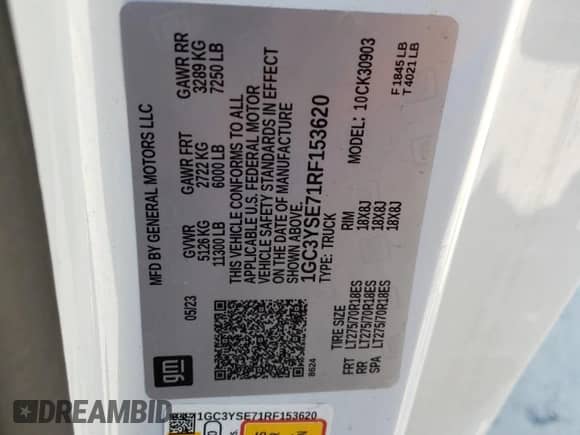 MFD BY GENERAL MOTORS LLC
05/23
GVWR GAWR FRT GAWR RR
5126 KG 2722 KG 3289 KG
11300 LB 6000 LB 7250 LB
THIS VEHICLE CONFORMS TO ALL
APPLICABLE U.S. FEDERAL MOTOR
VEHICLE SAFETY STANDARDS IN EFFECT
ON THE DATE OF MANUFACTURE
SHOWN ABOVE.
1GC3YSE71RF153620
TYPE: TRUCK MODEL: 10CK30903
TIRE SIZE RIM
FRT LT275/70R18ES 18X8J
RR LT275/70R18ES 18X8J
SPA LT275/70R18ES 18X8J
F 1845 LB
T 4021 LB
8624
gm
1GC3YSE71RF153620
DREAMBID